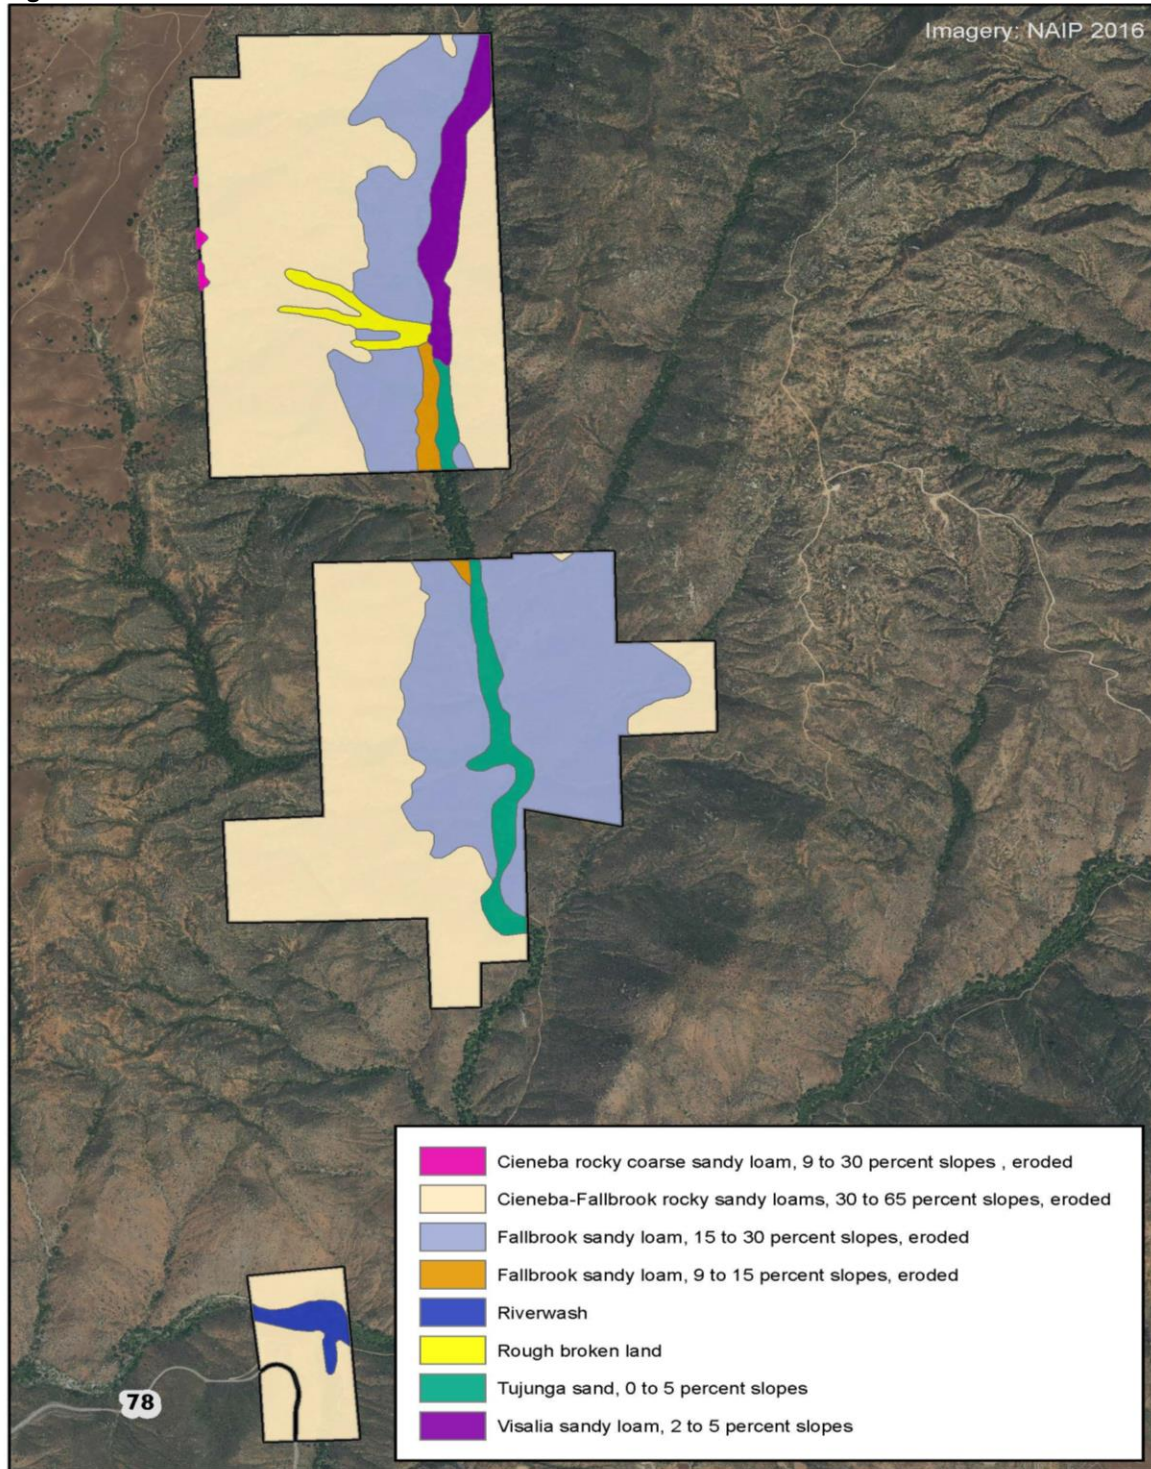 Imagery: NAIP 2016
Cieneba rocky coarse sandy loam, 9 to 30 percent slopes , eroded
Cieneba-Fallbrook rocky sandy loams, 30 to 65 percent slopes, eroded
Fallbrook sandy loam, 15 to 30 percent slopes, eroded
Fallbrook sandy loam, 9 to 15 percent slopes, eroded
Riverwash
Rough broken land
Tujunga sand, 0 to 5 percent slopes
Visalia sandy loam, 2 to 5 percent slopes
78